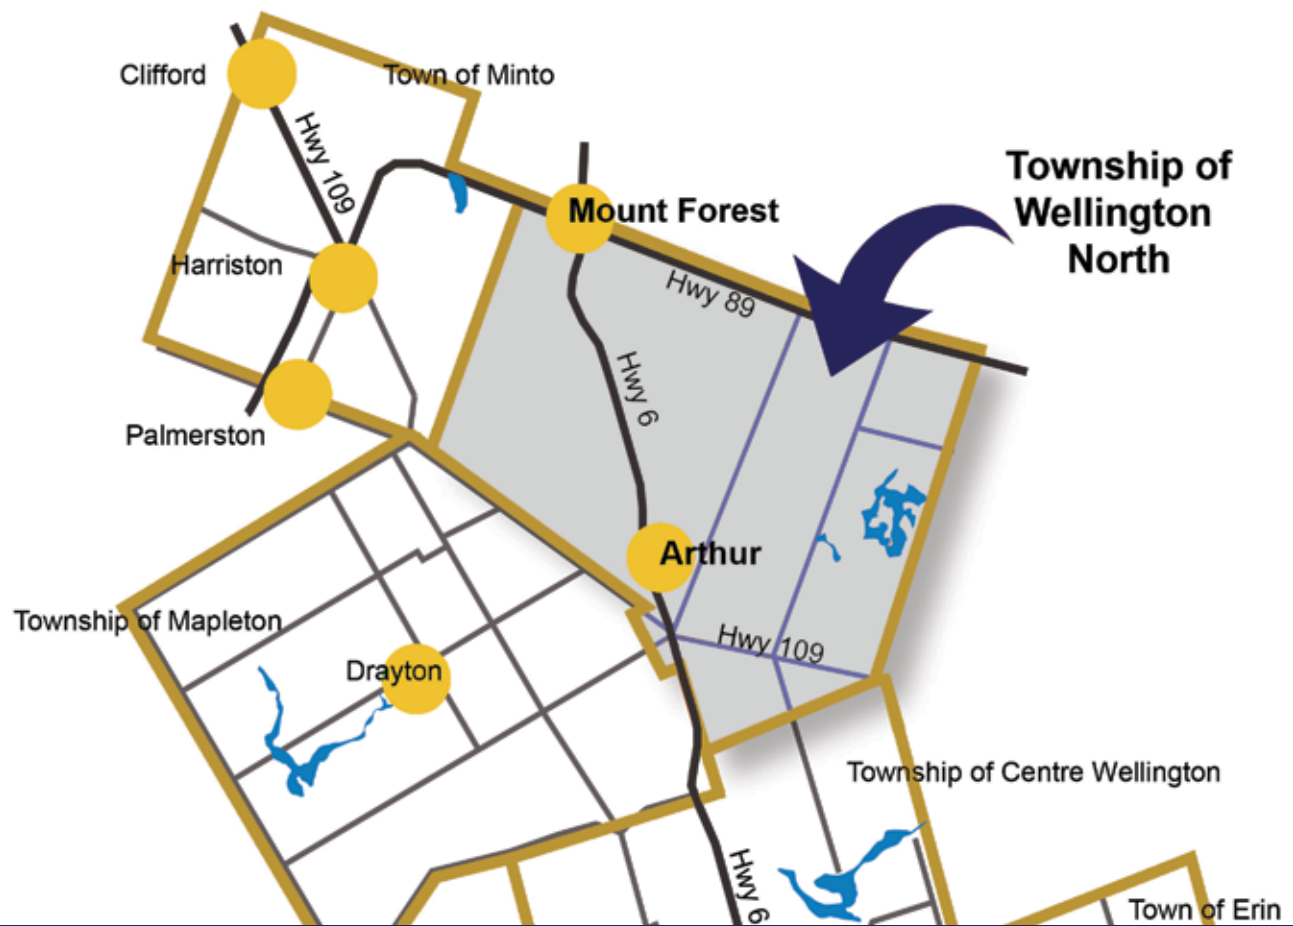 Clifford
Town of Minto
Hwy 109
Township of
Wellington
North
Mount Forest
Harriston
Hwy 89
Hwy 6
Palmerston
Arthur
Township of Mapleton
Hwy 109
Drayton
Township of Centre Wellington
Hwy 6
Town of Erin